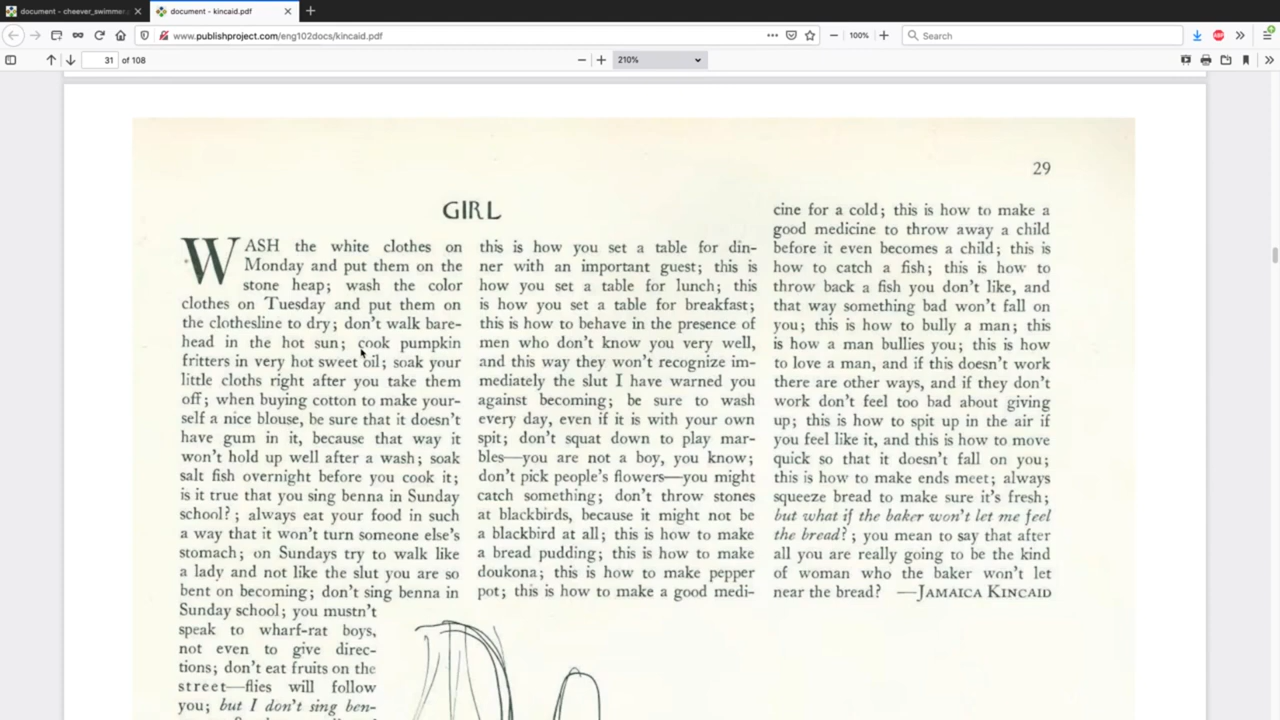 document - cheever_swimmer
document - kincaid.pdf
www.publishproject.com/eng102docs/kincaid.pdf
100%
Search
ABP
31 of 108
210%
29
GIRL
WASH the white clothes on
Monday and put them on the
stone heap; wash the color
clothes on Tuesday and put them on
the clothesline to dry; don't walk bare-
head in the hot sun; cook pumpkin
fritters in very hot sweet oil; soak your
little cloths right after you take them
off; when buying cotton to make your-
self a nice blouse, be sure that it doesn't
have gum in it, because that way it
won't hold up well after a wash; soak
salt fish overnight before you cook it;
is it true that you sing benna in Sunday
school?; always eat your food in such
a way that it won't turn someone else's
stomach; on Sundays try to walk like
a lady and not like the slut you are so
bent on becoming; don't sing benna in
Sunday school; you mustn't
speak to wharf-rat boys,
not even to give direc-
tions; don't eat fruits on the
street—flies will follow
you; but I don't sing ben-
this is how you set a table for din-
ner with an important guest; this is
how you set a table for lunch; this
is how you set a table for breakfast;
this is how to behave in the presence of
men who don't know you very well,
and this way they won't recognize im-
mediately the slut I have warned you
against becoming; be sure to wash
every day, even if it is with your own
spit; don't squat down to play mar-
bles—you are not a boy, you know;
don't pick people's flowers—you might
catch something; don't throw stones
at blackbirds, because it might not be
a blackbird at all; this is how to make
a bread pudding; this is how to make
doukona; this is how to make pepper
pot; this is how to make a good medi-
cine for a cold; this is how to make a
good medicine to throw away a child
before it even becomes a child; this is
how to catch a fish; this is how to
throw back a fish you don't like, and
that way something bad won't fall on
you; this is how to bully a man; this
is how a man bullies you; this is how
to love a man, and if this doesn't work
there are other ways, and if they don't
work don't feel too bad about giving
up; this is how to spit up in the air if
you feel like it, and this is how to move
quick so that it doesn't fall on you;
this is how to make ends meet; always
squeeze bread to make sure it's fresh;
but what if the baker won't let me feel
the bread?; you mean to say that after
all you are really going to be the kind
of woman who the baker won't let
near the bread? —JAMAICA KINCAID